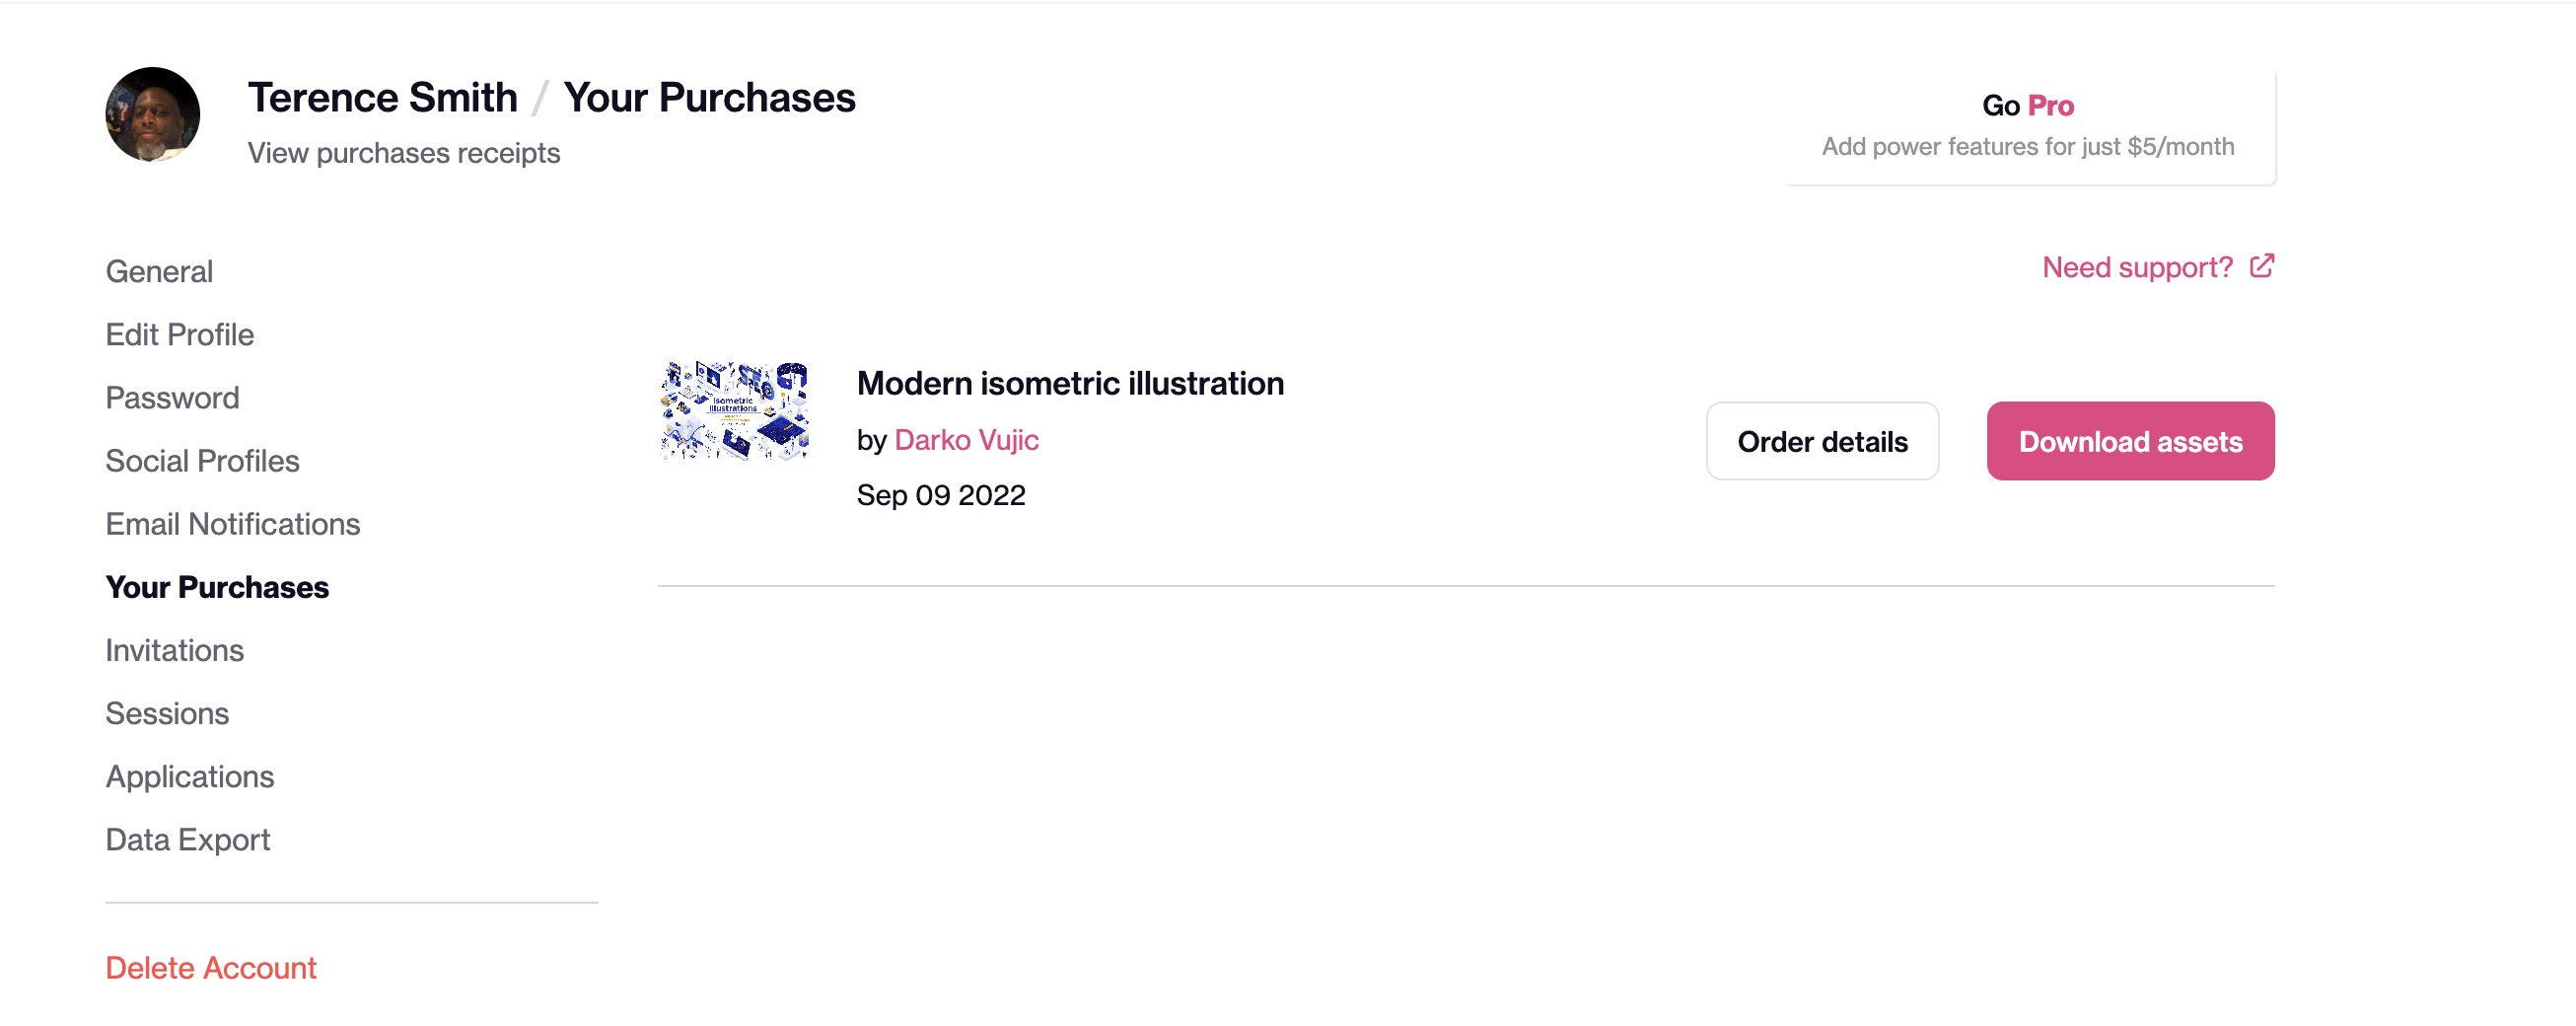 Terence Smith / Your Purchases
View purchases receipts
Go Pro
Add power features for just $5/month
General
Edit Profile
Password
Social Profiles
Email Notifications
Your Purchases
Invitations
Sessions
Applications
Data Export
Delete Account
Need support?
Isometric
Illustrations
Modern isometric illustration
by Darko Vujic
Sep 09 2022
Order details
Download assets